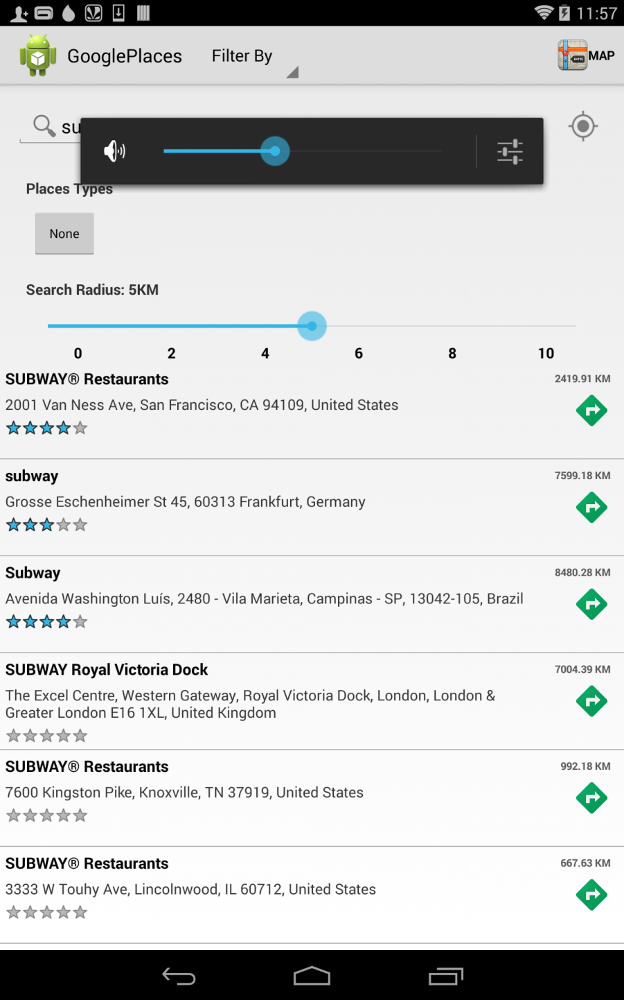 11:57
GooglePlaces
Filter By
MAP
su
Places Types
None
Search Radius: 5KM
0 2 4 6 8 10
SUBWAY® Restaurants
2419.91 KM
2001 Van Ness Ave, San Francisco, CA 94109, United States
subway
7599.18 KM
Grosse Eschenheimer St 45, 60313 Frankfurt, Germany
Subway
8480.28 KM
Avenida Washington Luís, 2480 - Vila Marieta, Campinas - SP, 13042-105, Brazil
SUBWAY Royal Victoria Dock
7004.39 KM
The Excel Centre, Western Gateway, Royal Victoria Dock, London, London &
Greater London E16 1XL, United Kingdom
SUBWAY® Restaurants
992.18 KM
7600 Kingston Pike, Knoxville, TN 37919, United States
SUBWAY® Restaurants
667.63 KM
3333 W Touhy Ave, Lincolnwood, IL 60712, United States